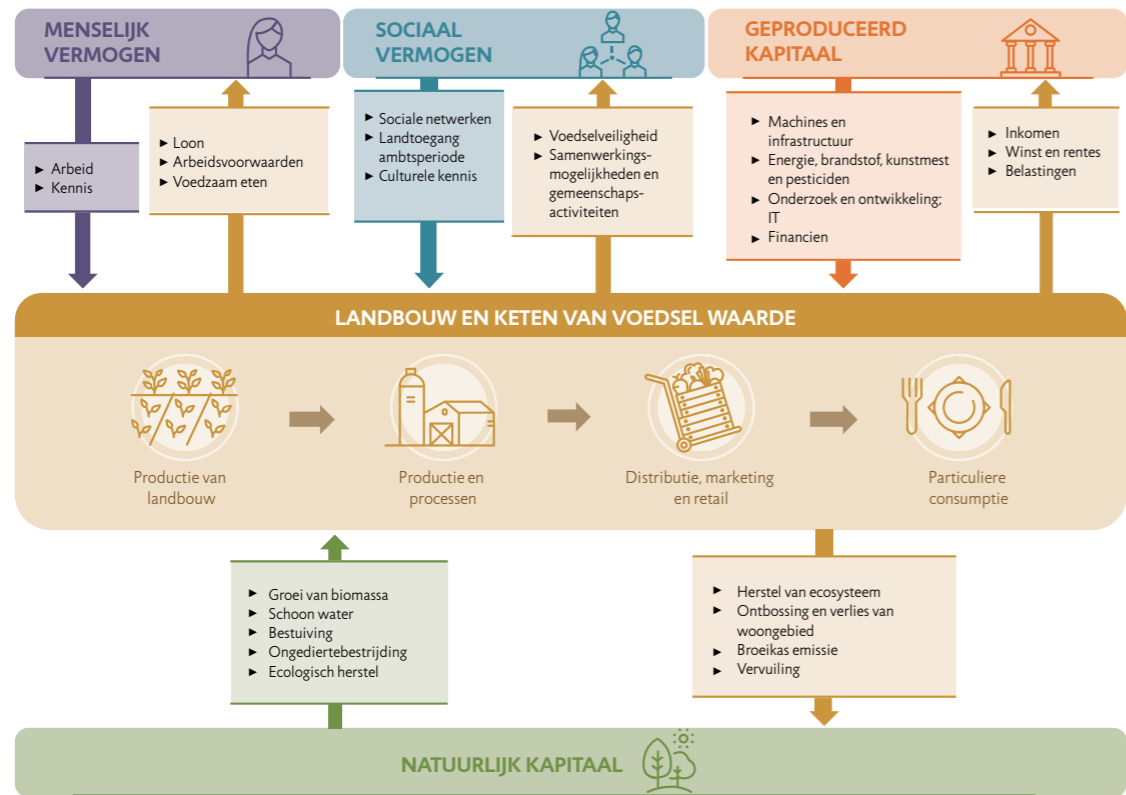 MENSELIJK
VERMOGEN
SOCIAAL
VERMOGEN
GEPRODUCEERD
KAPITAAL
► Arbeid
► Kennis
► Loon
► Arbeidsvoorwaarden
► Voedzaam eten
► Sociale netwerken
► Landtoegang
ambtsperiode
► Culturele kennis
► Voedselveiligheid
► Samenwerkings-
mogelijkheden en
gemeenschaps-
activiteiten
► Machines en
infrastructuur
► Energie, brandstof, kunstmest
en pesticiden
► Onderzoek en ontwikkeling;
IT
► Financien
► Inkomen
► Winst en rentes
► Belastingen
LANDBOUW EN KETEN VAN VOEDSEL WAARDE
Productie van
landbouw
Productie en
processen
Distributie, marketing
en retail
Particuliere
consumptie
► Groei van biomassa
► Schoon water
► Bestuiving
► Ongediertebestrijding
► Ecologisch herstel
► Herstel van ecosysteem
► Ontbossing en verlies van
woongebied
► Broeikas emissie
► Vervuiling
NATUURLIJK KAPITAAL